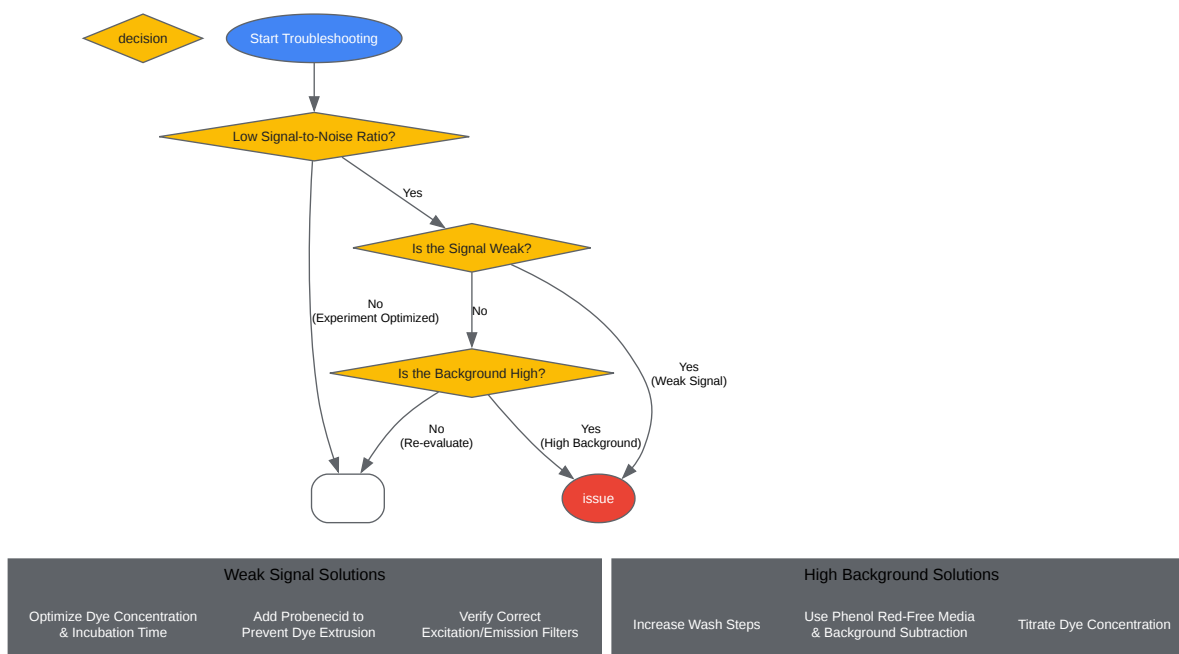 decision
Start Troubleshooting
Low Signal-to-Noise Ratio?
Yes
Is the Signal Weak?
No
(Experiment Optimized)
No
Is the Background High?
Yes
(Weak Signal)
No
(Re-evaluate)
Yes
(High Background)
issue
Weak Signal Solutions
Optimize Dye Concentration
& Incubation Time
Add Probenecid to
Prevent Dye Extrusion
Verify Correct
Excitation/Emission Filters
High Background Solutions
Increase Wash Steps
Use Phenol Red-Free Media
& Background Subtraction
Titrate Dye Concentration